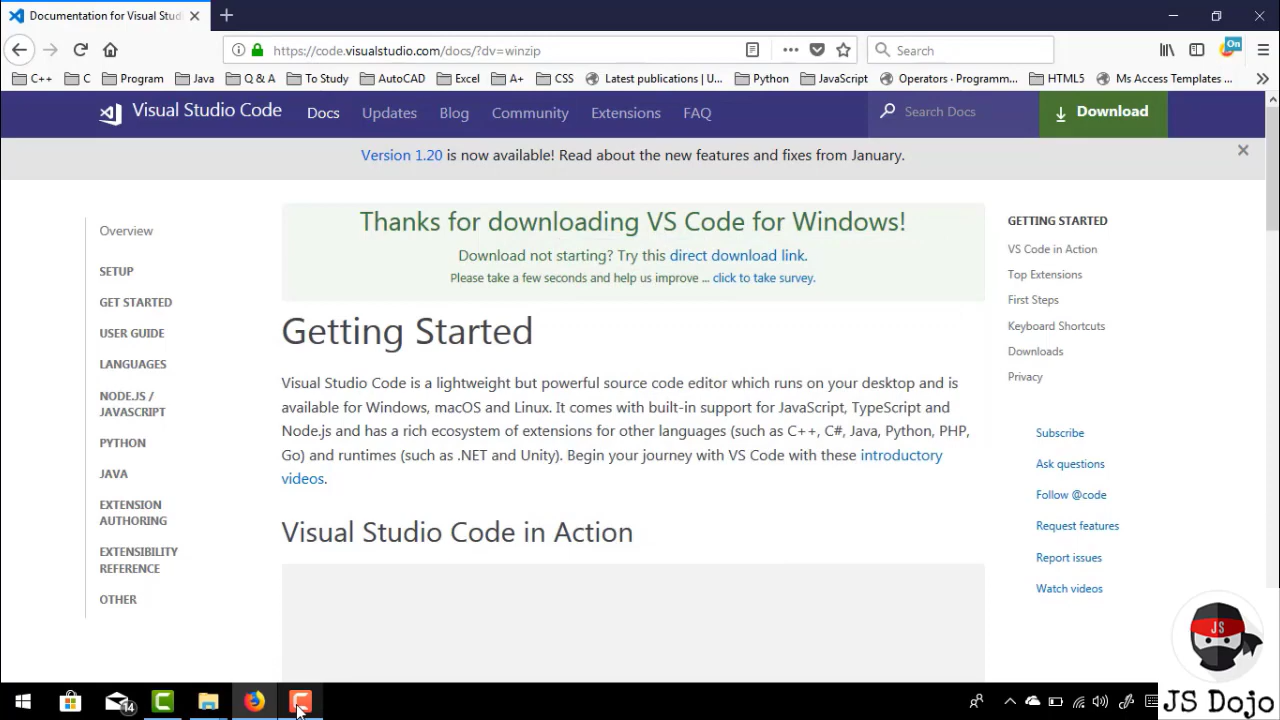 Documentation for Visual Studi
https://code.visualstudio.com/docs/?dv=winzip
Search
On
C++
C
Program
Java
Q & A
To Study
AutoCAD
Excel
A+
CSS
Latest publications | U...
Python
JavaScript
Operators · Programm...
HTML5
Ms Access Templates ...
Visual Studio Code
Docs
Updates
Blog
Community
Extensions
FAQ
Search Docs
Download
Version 1.20 is now available! Read about the new features and fixes from January.
Overview
SETUP
GET STARTED
USER GUIDE
LANGUAGES
NODE.JS /
JAVASCRIPT
PYTHON
JAVA
EXTENSION
AUTHORING
EXTENSIBILITY
REFERENCE
OTHER
Thanks for downloading VS Code for Windows!
Download not starting? Try this direct download link.
Please take a few seconds and help us improve ... click to take survey.
Getting Started
Visual Studio Code is a lightweight but powerful source code editor which runs on your desktop and is
available for Windows, macOS and Linux. It comes with built-in support for JavaScript, TypeScript and
Node.js and has a rich ecosystem of extensions for other languages (such as C++, C#, Java, Python, PHP,
Go) and runtimes (such as .NET and Unity). Begin your journey with VS Code with these introductory
videos.
Visual Studio Code in Action
GETTING STARTED
VS Code in Action
Top Extensions
First Steps
Keyboard Shortcuts
Downloads
Privacy
Subscribe
Ask questions
Follow @code
Request features
Report issues
Watch videos
JS
JS Dojo
14